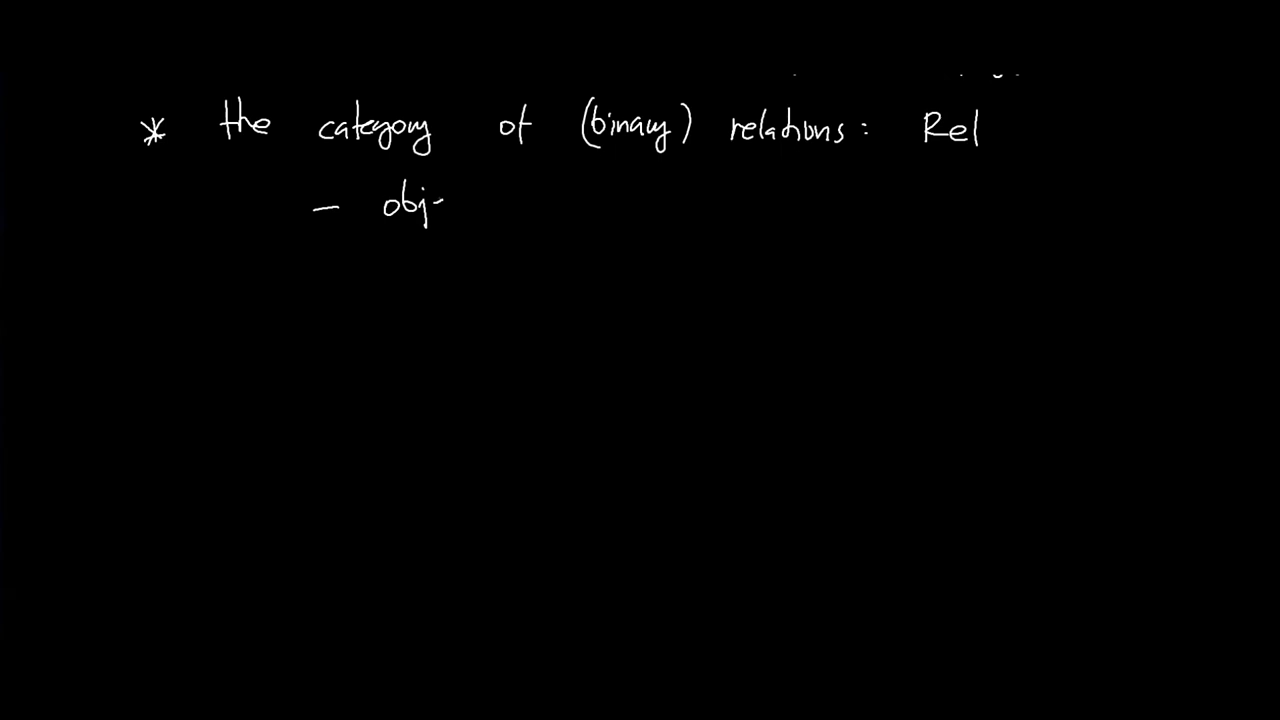 * the category of (binary) relations: Rel
– obj-